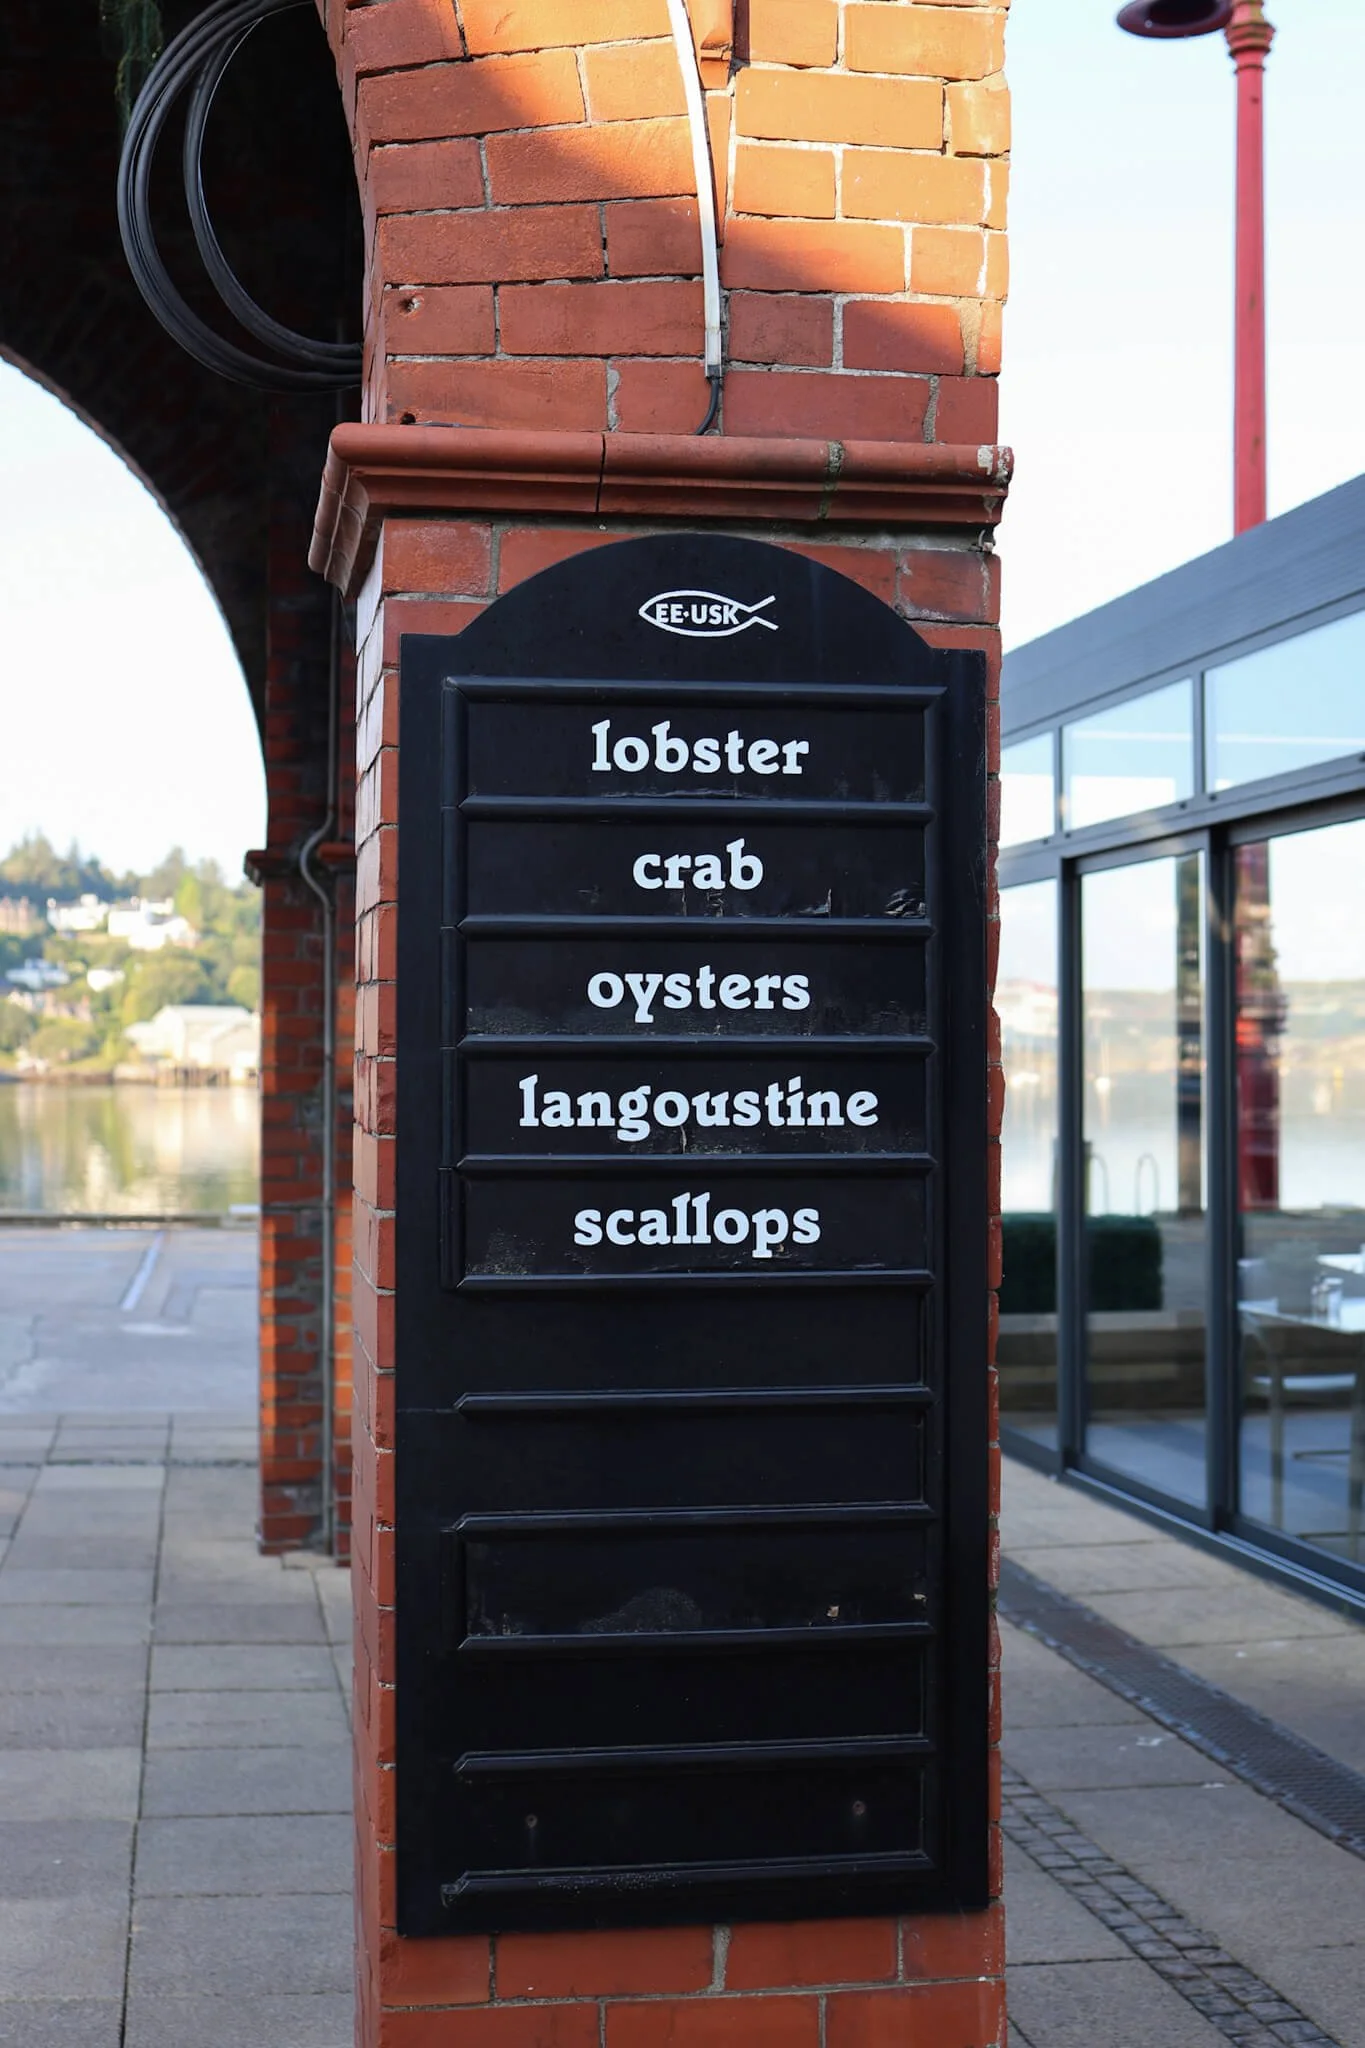 EE·USK
lobster
crab
oysters
langoustine
scallops